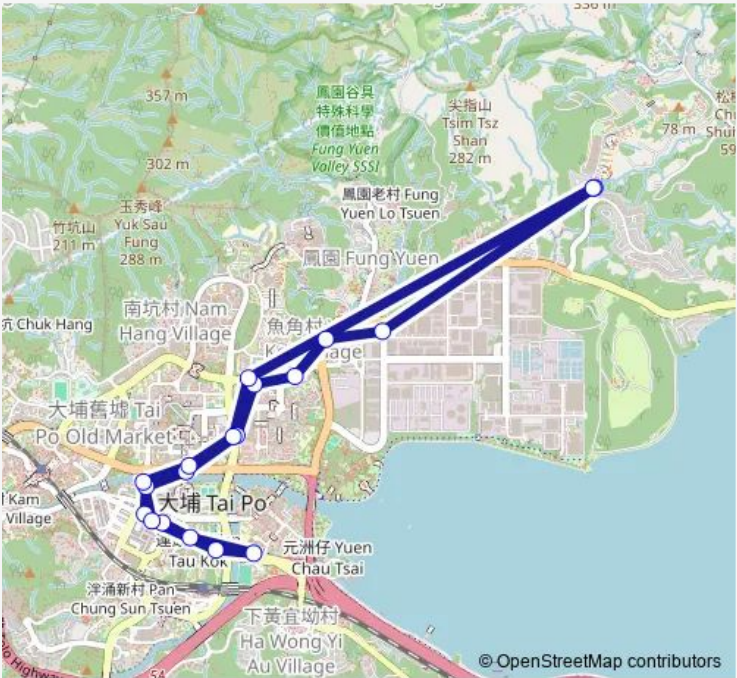 336 m
357 m
302 m
鳳園谷具
特殊科學
價值地點
Fung Yuen
Valley SSSI
尖指山
Tsim Tsz
Shan
282 m
78 m
竹坑山
211 m
玉秀峰
Yuk Sau
Fung
288 m
鳳園老村 Fung
Yuen Lo Tsuen
鳳園 Fung Yuen
Chuk Hang
南坑村 Nam
Hang Village
魚角村
大埔舊墟 Tai
Po Old Market
Kam
Village
大埔 Tai Po
Tau Kok
元洲仔 Yuen
Chau Tsai
泮涌新村 Pan
Chung Sun Tsuen
下黃宜坳村
Ha Wong Yi
Au Village
54
© OpenStreetMap contributors